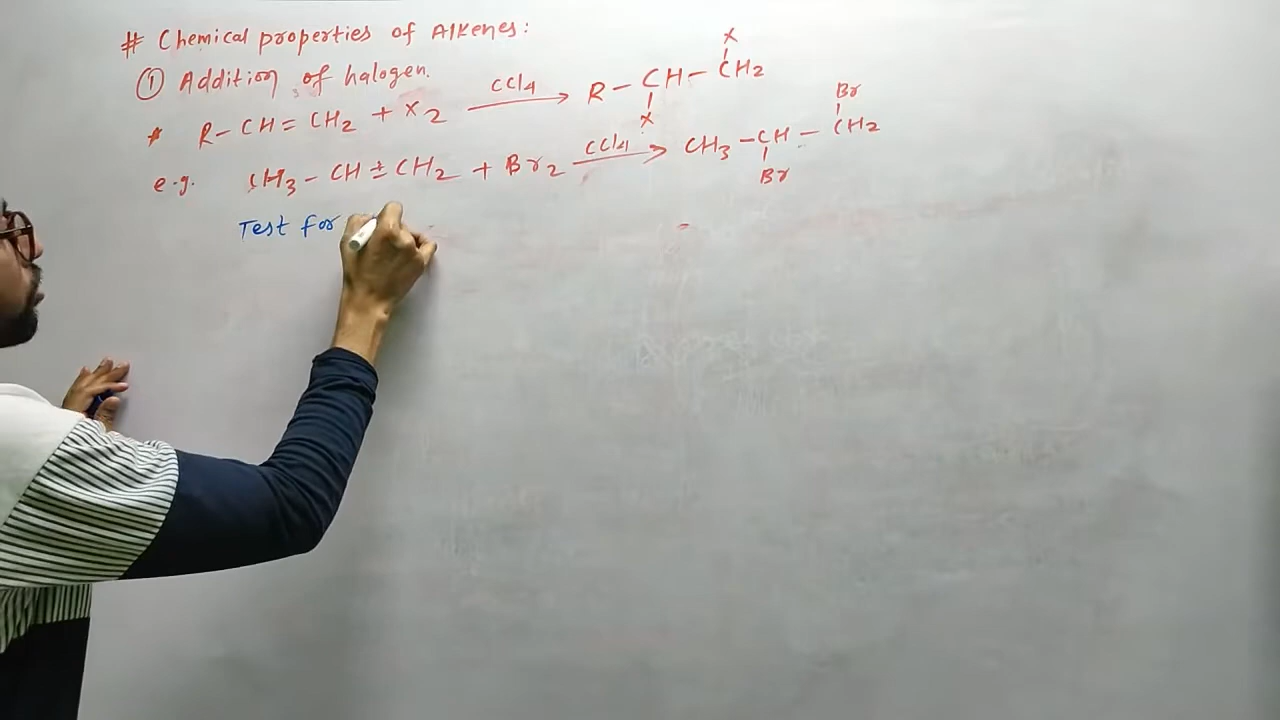 # Chemical properties of Alkenes:
① Addition of halogen.
* R - CH = CH2 + X2 —CCl4→ R - CH(X) - CH2(X)
e.g. CH3 - CH = CH2 + Br2 —CCl4→ CH3 - CH(Br) - CH2(Br)
Test for